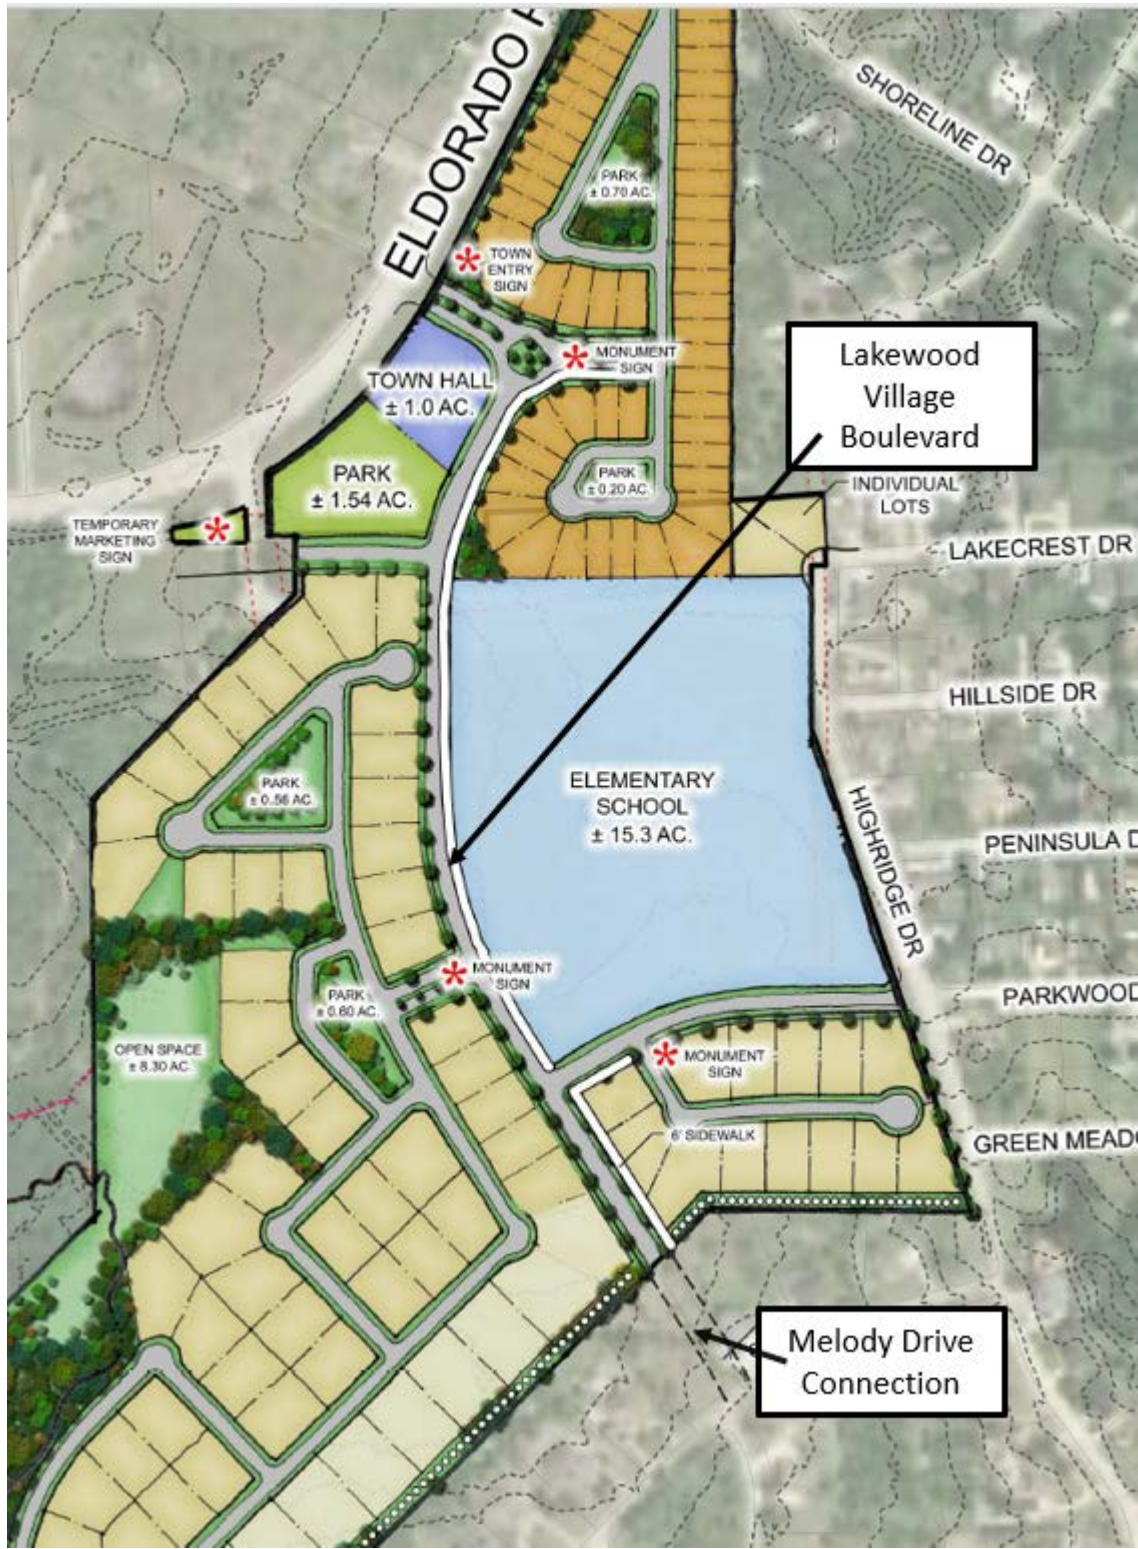 ELDORADO
SHORELINE DR
PARK
± 0.70 AC.
TOWN
ENTRY
SIGN
MONUMENT
SIGN
TOWN HALL
± 1.0 AC.
Lakewood
Village
Boulevard
PARK
± 1.54 AC.
PARK
± 0.20 AC.
INDIVIDUAL
LOTS
TEMPORARY
MARKETING
SIGN
LAKECREST DR
HILLSIDE DR
ELEMENTARY
SCHOOL
± 15.3 AC.
PARK
± 0.56 AC.
HIGHRIDGE DR
PENINSULA D
MONUMENT
SIGN
PARK
± 0.60 AC.
PARKWOOD
OPEN SPACE
± 8.30 AC.
MONUMENT
SIGN
6' SIDEWALK
GREEN MEADO
Melody Drive
Connection